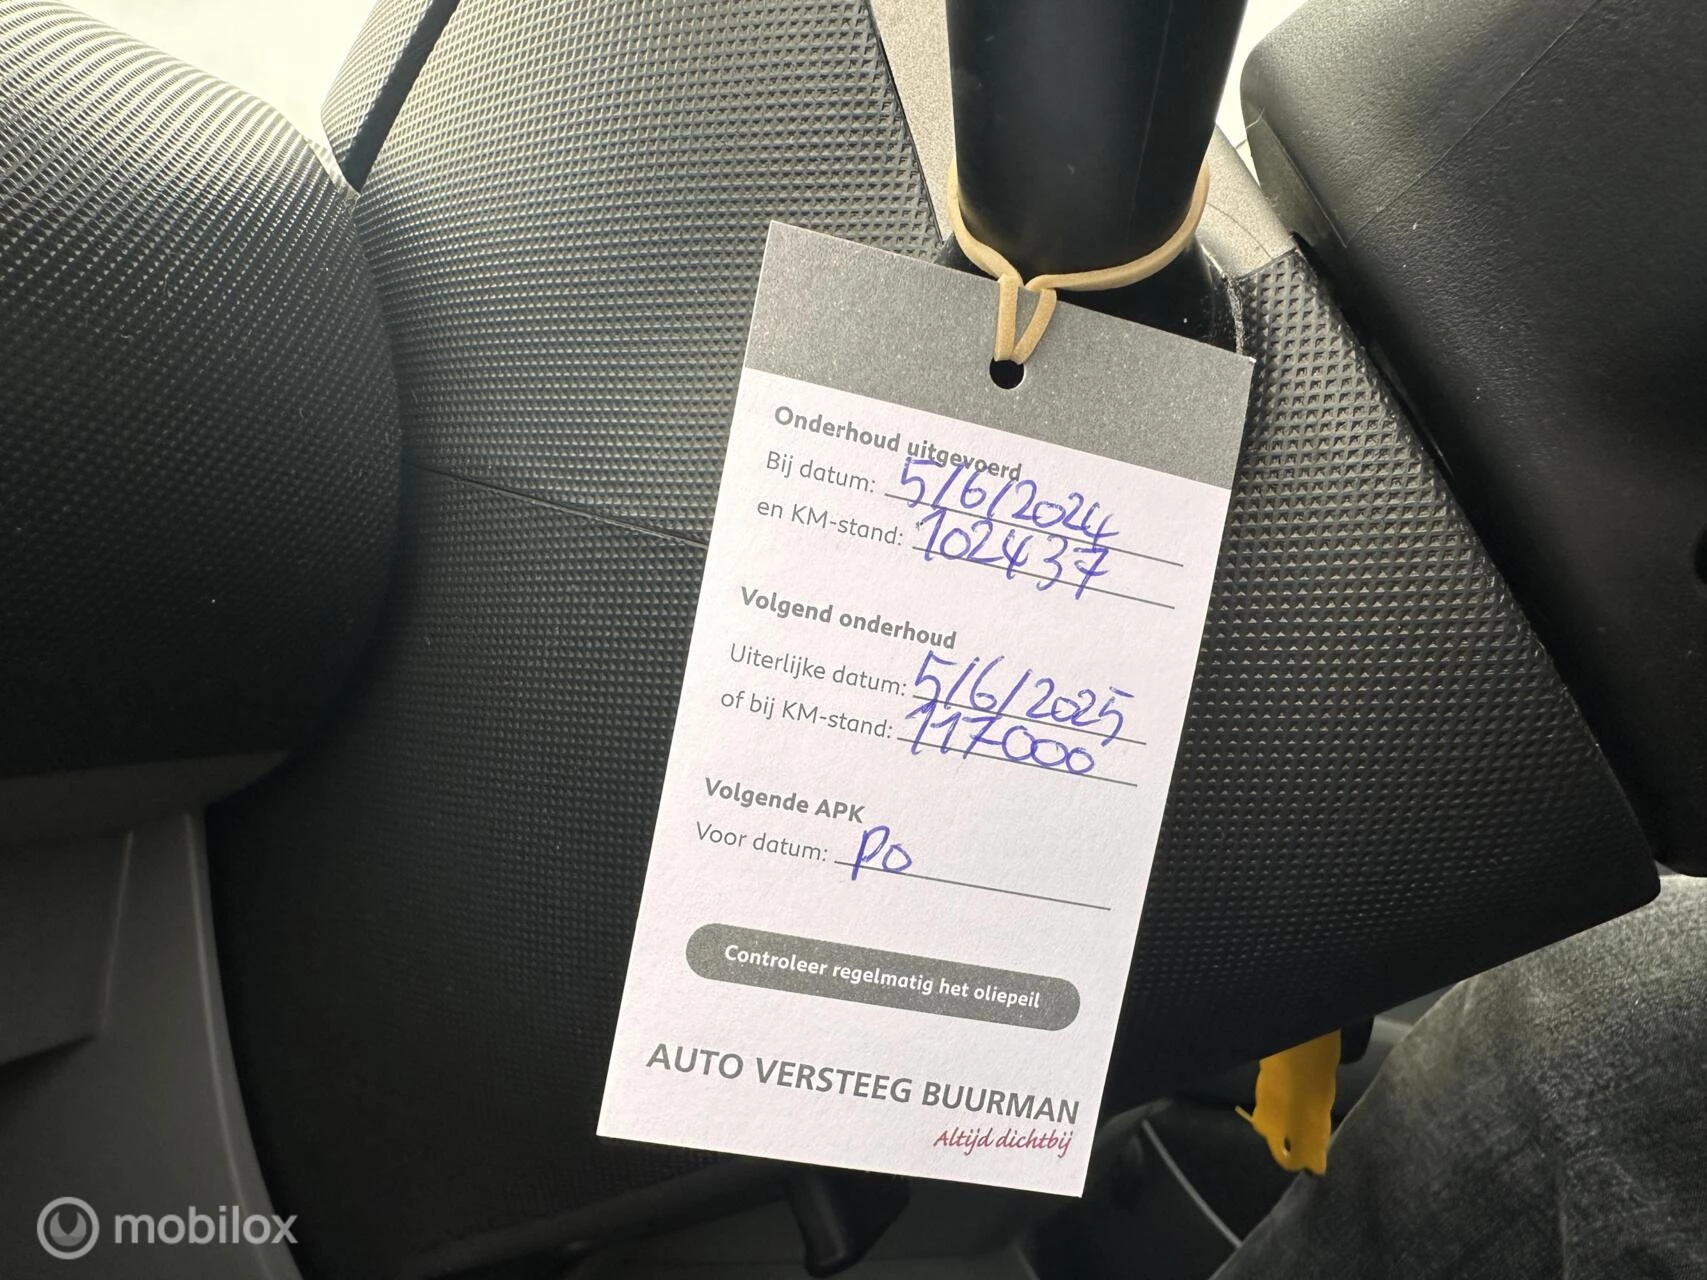 Onderhoud uitgevoerd
Bij datum: 5/6/2024
en KM-stand: 102437
Volgend onderhoud
Uiterlijke datum: 5/6/2025
of bij KM-stand: 117000
Volgende APK
Voor datum: po
Controleer regelmatig het oliepeil
AUTO VERSTEEG BUURMAN
Altijd dichtbij
mobilox